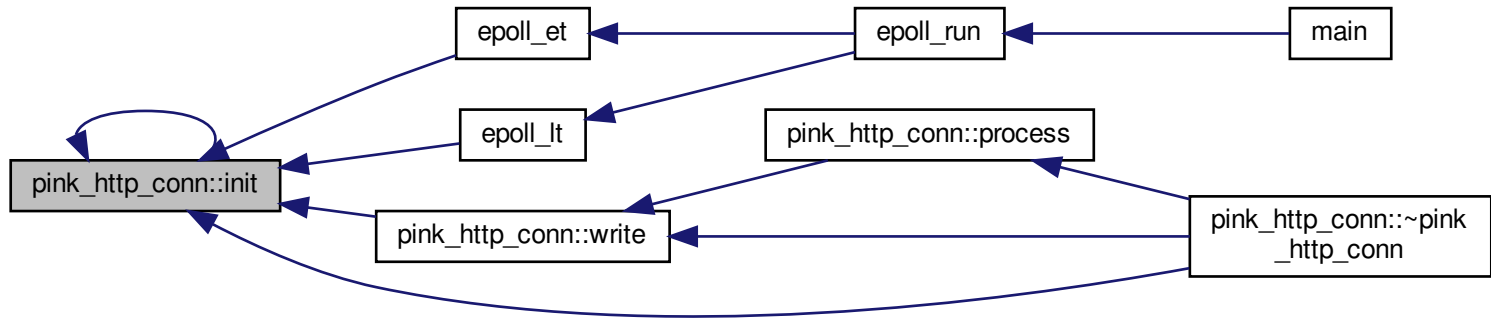 epoll_et
epoll_run
main
epoll_lt
pink_http_conn::process
pink_http_conn::init
pink_http_conn::write
pink_http_conn::~pink
_http_conn